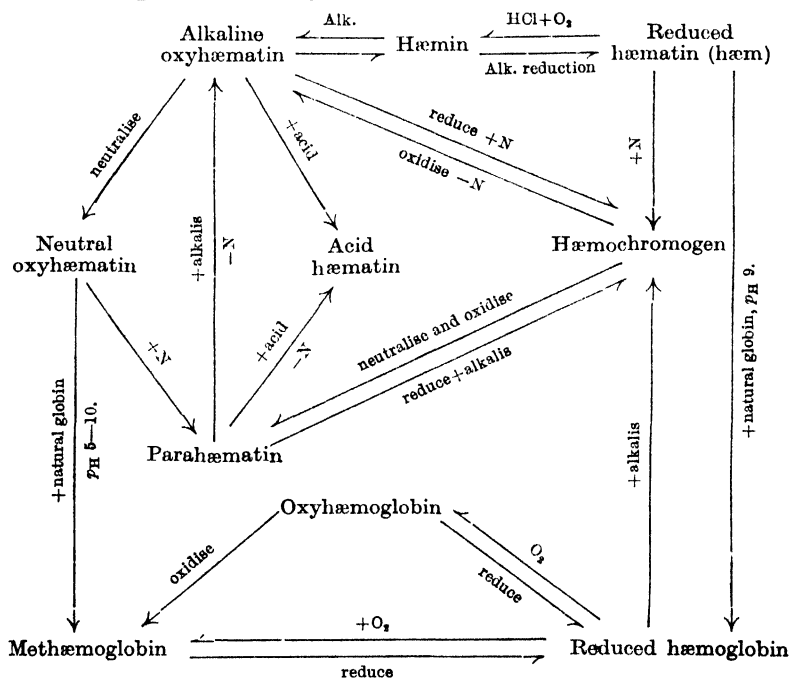 Alkaline
oxyhæmatin
Alk.
Hæmin
HCl+O₂
Alk. reduction
Reduced
hæmatin (hæm)
neutralise
+acid
reduce +N
oxidise −N
+N
Neutral
oxyhæmatin
+alkalis
−N
Acid
hæmatin
Hæmochromogen
+N
+acid
−N
neutralise and oxidise
reduce+alkalis
+natural globin, pH 9.
+natural globin
pH 5—10.
Parahæmatin
+alkalis
Oxyhæmoglobin
oxidise
O₂
reduce
Methæmoglobin
+O₂
reduce
Reduced hæmoglobin